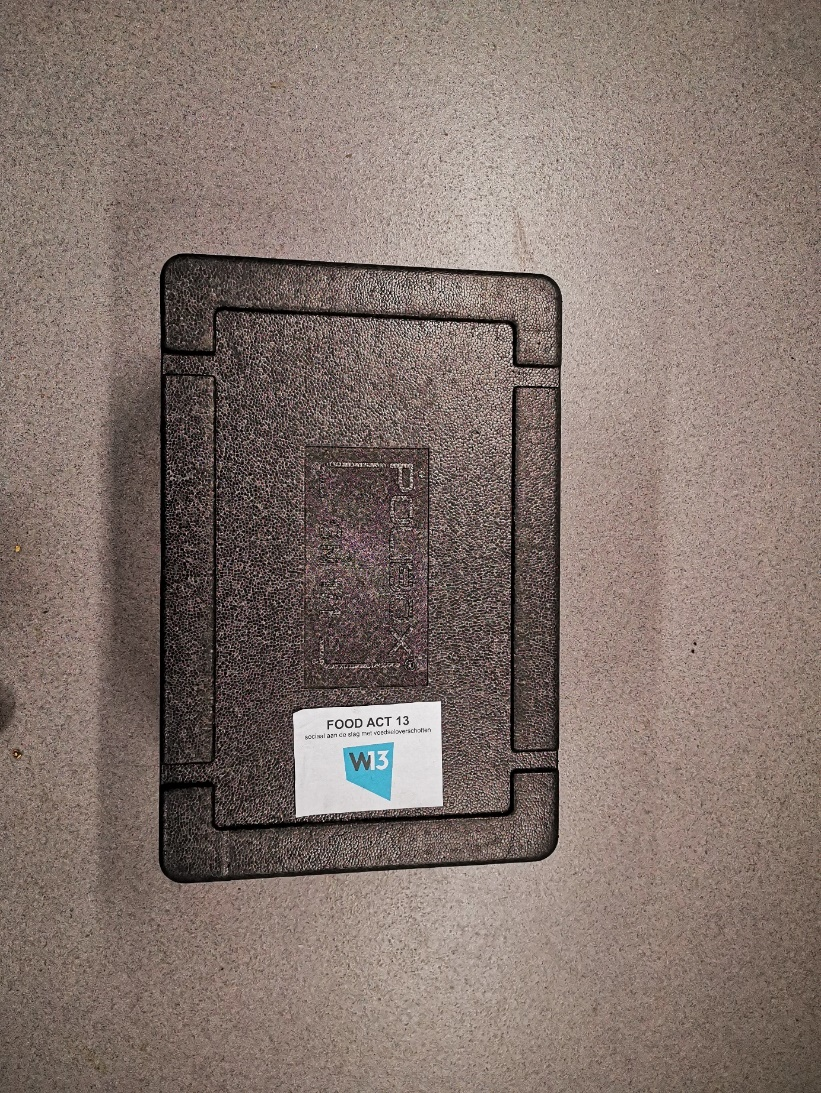 POLIBOX®
FOOD ACT 13
sociaal aan de slag met voedseloverschotten
W13